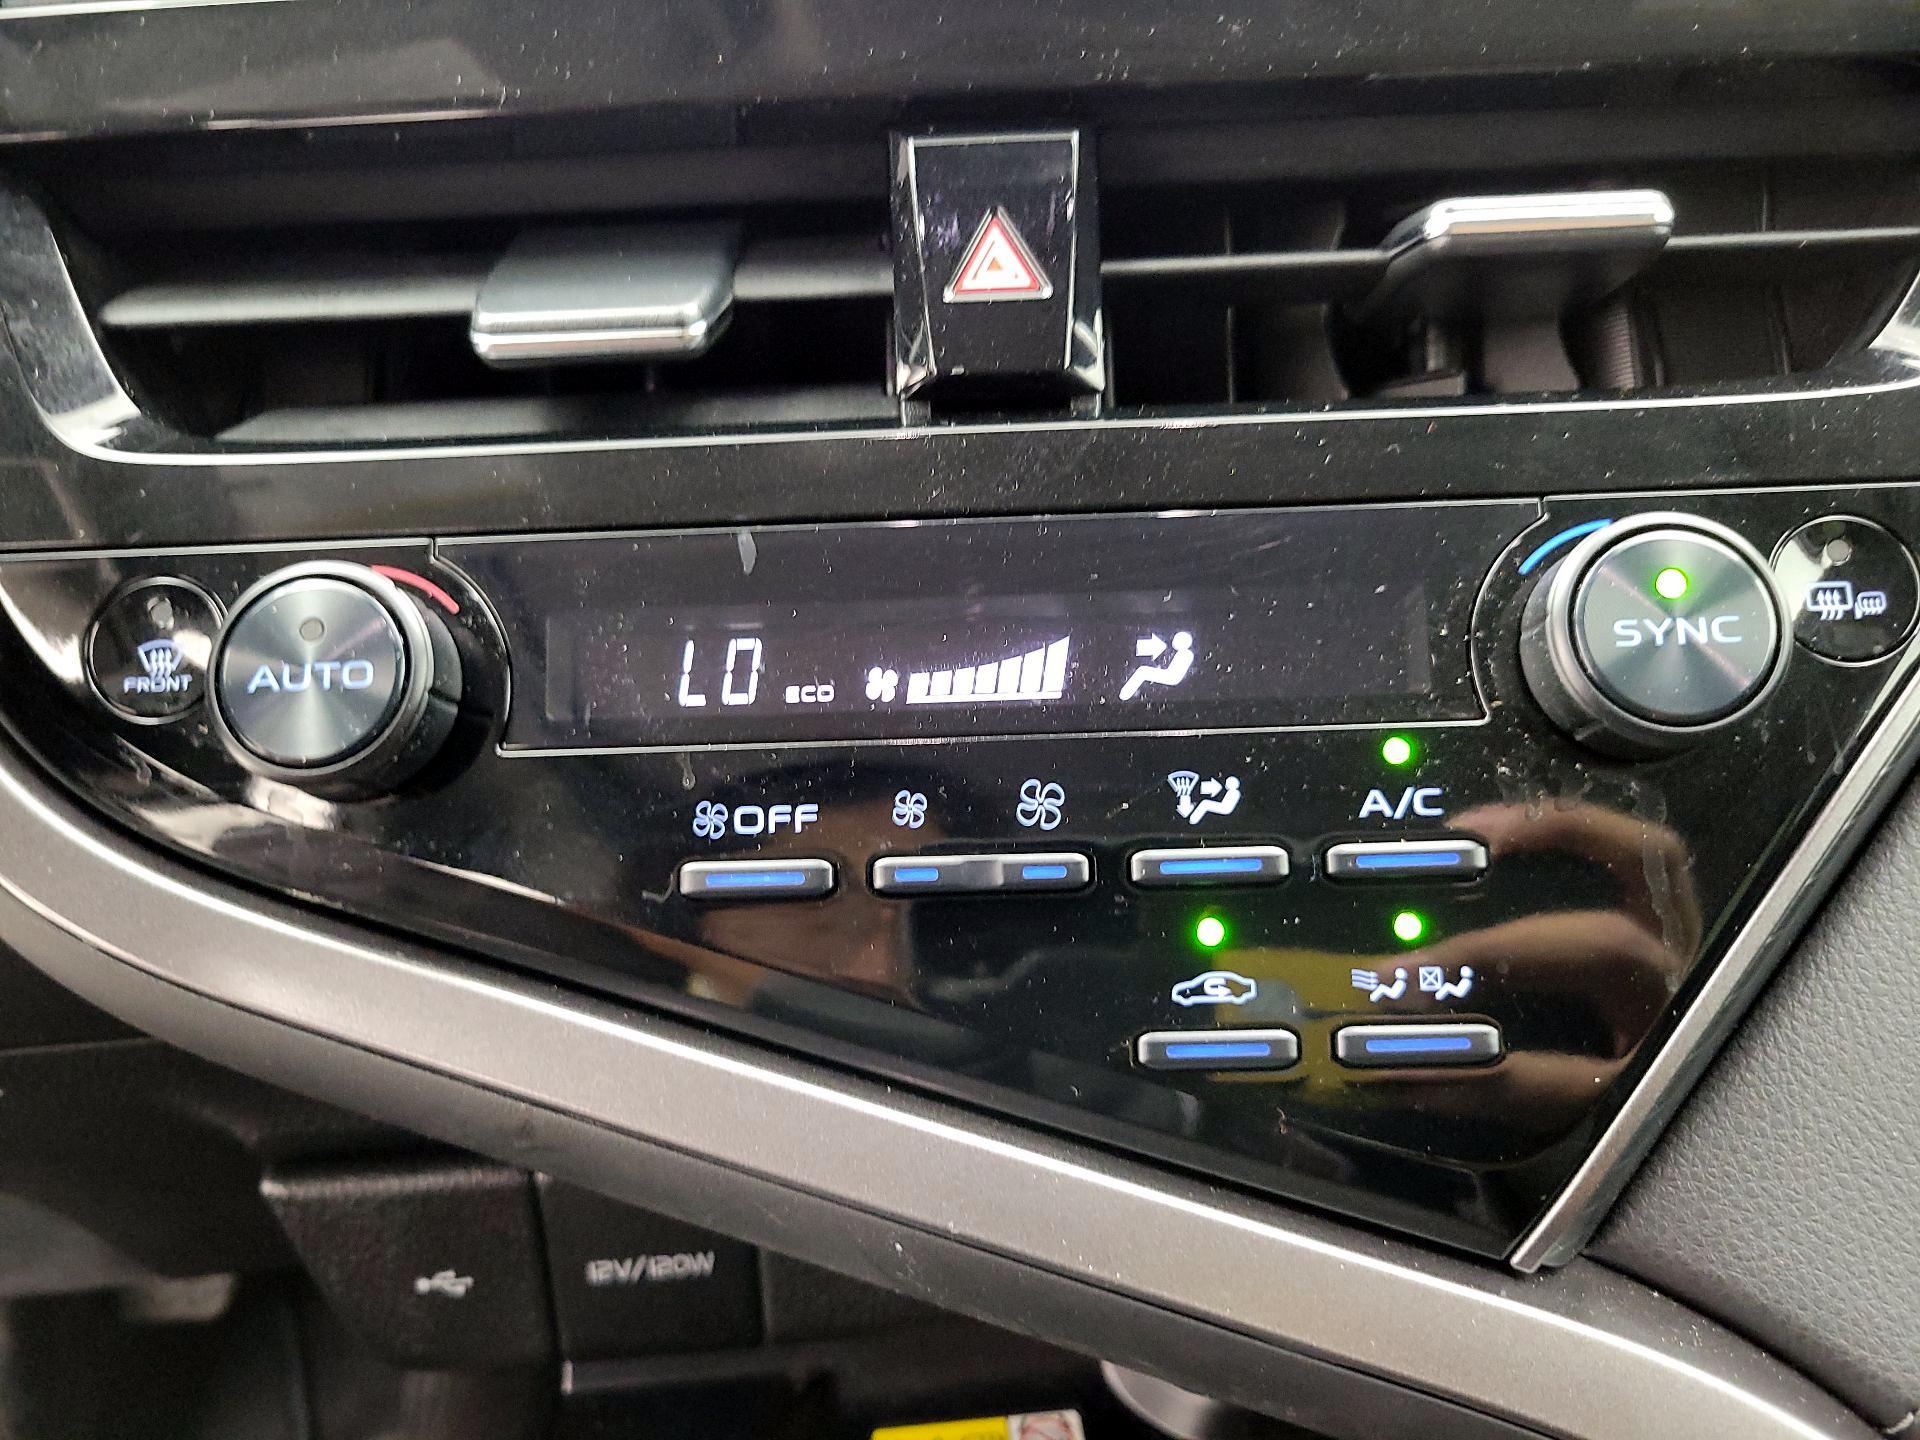 FRONT
AUTO
LO
ECO
SYNC
OFF
A/C
12V/120W